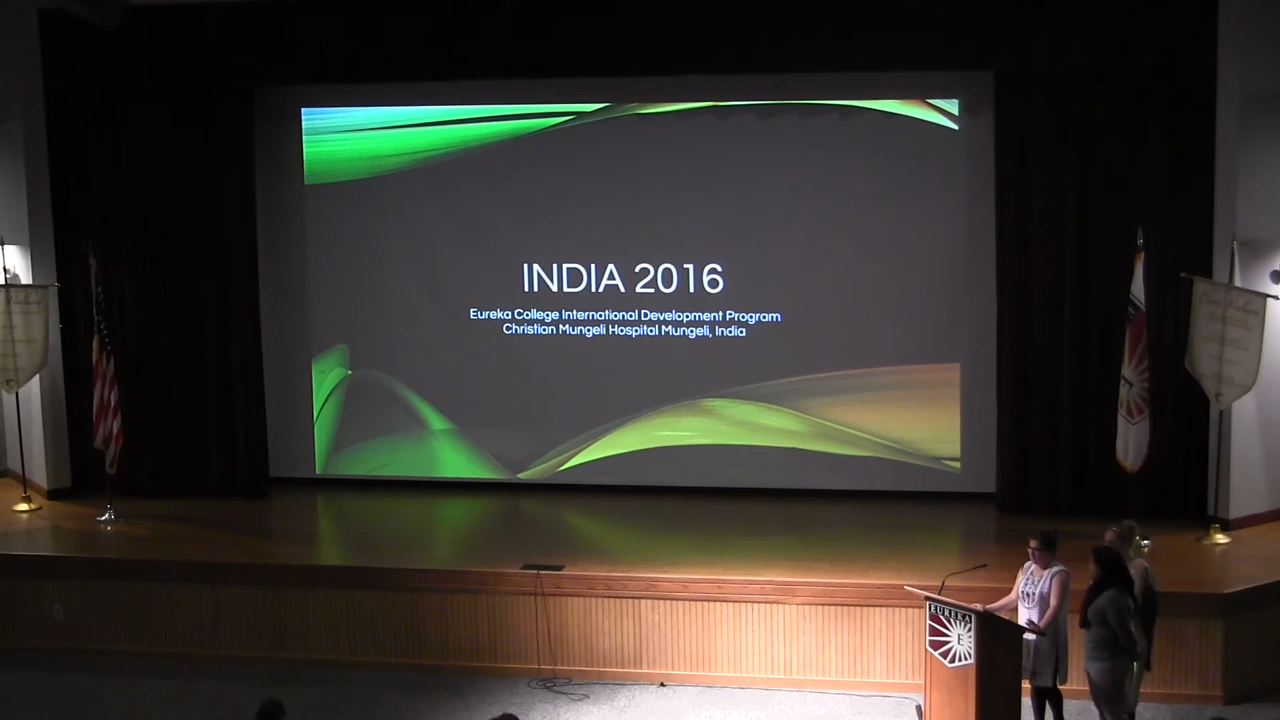 INDIA 2016
Eureka College International Development Program
Christian Mungeli Hospital Mungeli, India
EUREKA
E